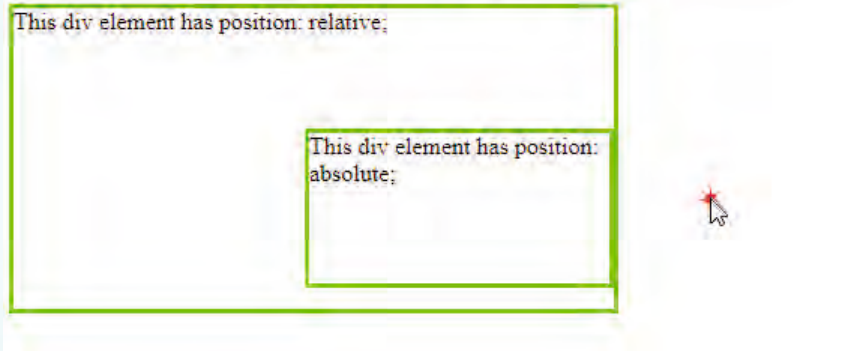 This div element has position: relative;
This div element has position:
absolute;